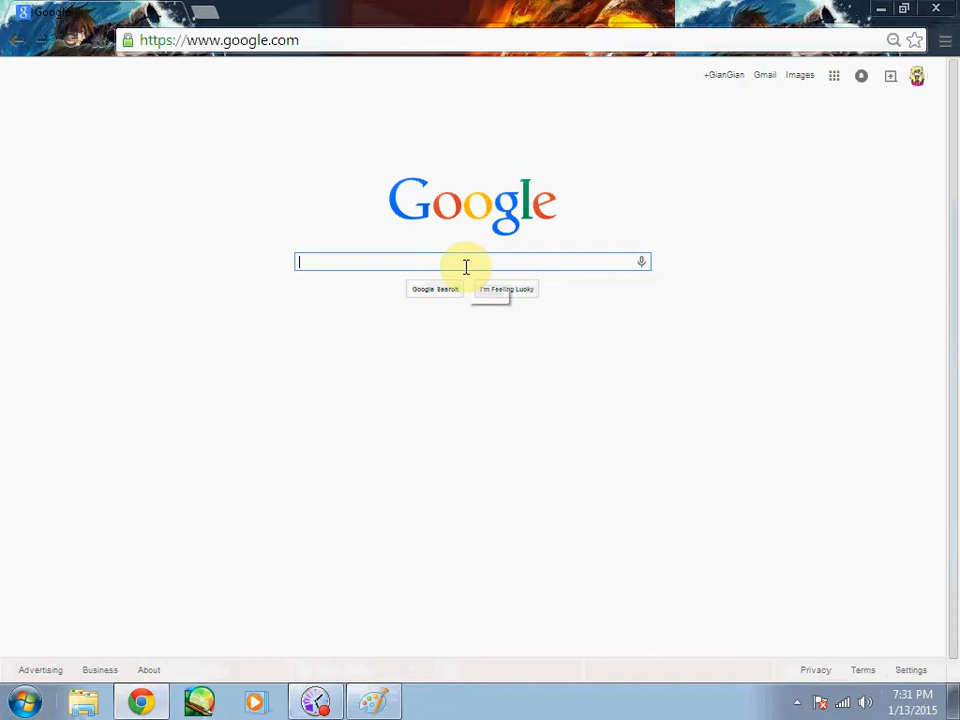 Google
https://www.google.com
+GianGian Gmail Images
Google
Google Search I'm Feeling Lucky
Advertising Business About Privacy Terms Settings
7:31 PM
1/13/2015